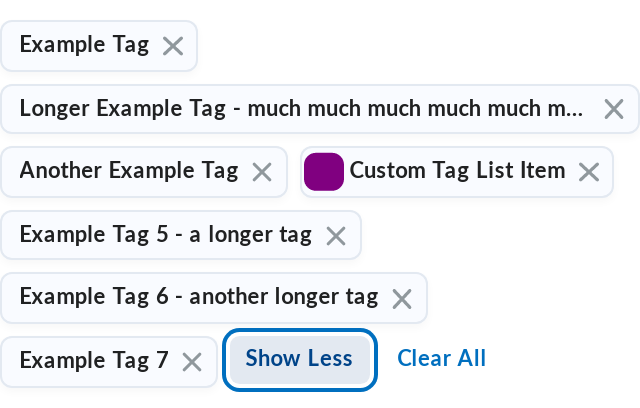 Example Tag
Longer Example Tag - much much much much much m...
Another Example Tag Custom Tag List Item
Example Tag 5 - a longer tag
Example Tag 6 - another longer tag
Example Tag 7 Show Less Clear All